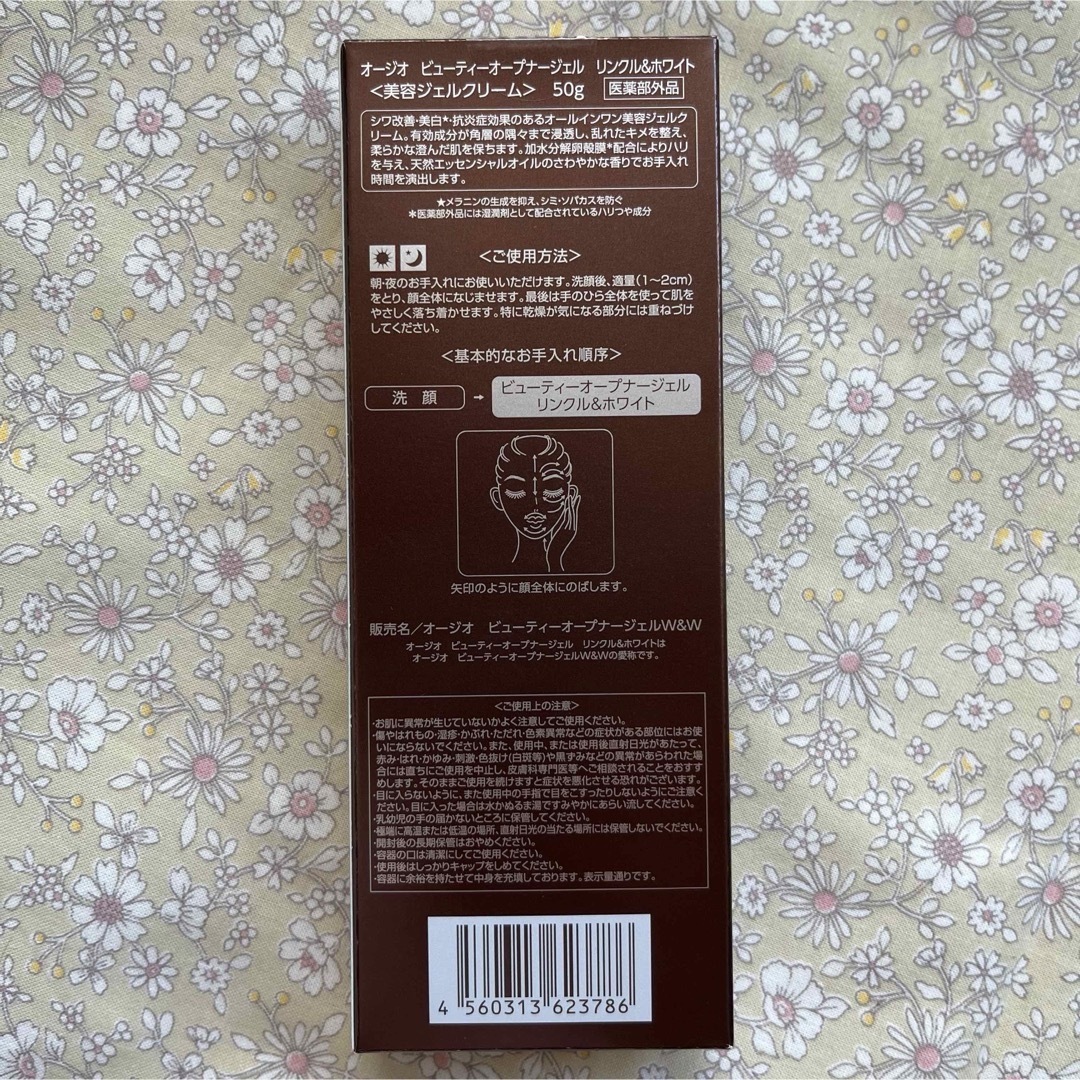 オージオ ビューティーオープナージェル リンクル&ホワイト
<美容ジェルクリーム> 50g 医薬部外品
シワ改善・美白*・抗炎症効果のあるオールインワン美容ジェルク
リーム。有効成分が角層の隅々まで浸透し、乱れたキメを整え、
柔らかな澄んだ肌を保ちます。加水分解卵殻膜*配合によりハリ
を与え、天然エッセンシャルオイルのさわやかな香りでお手入れ
時間を演出します。
★メラニンの生成を抑え、シミ・ソバカスを防ぐ
*医薬部外品には湿潤剤として配合されているハリつや成分
<ご使用方法>
朝・夜のお手入れにお使いいただけます。洗顔後、適量(1〜2cm)
をとり、顔全体になじませます。最後は手のひら全体を使って肌を
やさしく落ち着かせます。特に乾燥が気になる部分には重ねづけ
してください。
<基本的なお手入れ順序>
洗顔 → ビューティーオープナージェル
リンクル&ホワイト
矢印のように顔全体にのばします。
販売名/オージオ ビューティーオープナージェルW&W
オージオ ビューティーオープナージェル リンクル&ホワイトは
オージオ ビューティーオープナージェルW&Wの愛称です。
<ご使用上の注意>
・お肌に異常が生じていないかよく注意してご使用ください。
・傷やはれもの・湿疹・かぶれ・ただれ・色素異常などの症状がある部位にはお使
いにならないでください。また、使用中、または使用後直射日光があたって、
赤み・はれ・かゆみ・刺激・色抜け(白斑等)や黒ずみなどの異常があらわれた場
合には直ちにご使用を中止し、皮膚科専門医等へご相談されることをおすす
めします。そのままご使用を続けますと症状を悪化させる恐れがございます。
・目に入らないように、また使用中の手指で目をこすったりしないようにご注意く
ださい。目に入った場合は水かぬるま湯ですみやかにあらい流してください。
・乳幼児の手の届かないところに保管してください。
・極端に高温または低温の場所、直射日光の当たる場所には保管しないでください。
・開封後の長期保管はおやめください。
・容器の口は清潔にしてご使用ください。
・使用後はしっかりキャップをしめてください。
・容器に余裕を持たせて中身を充填しております。表示量通りです。
4 560313 623786